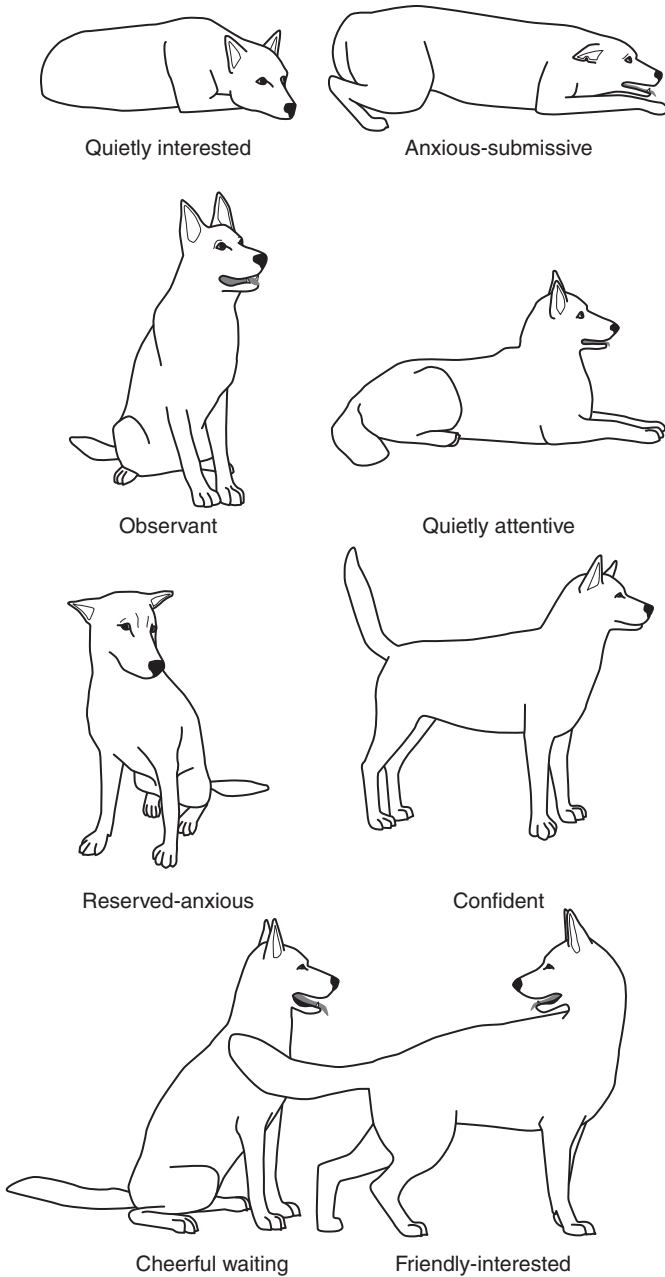 Quietly interested
Anxious-submissive
Observant
Quietly attentive
Reserved-anxious
Confident
Cheerful waiting
Friendly-interested